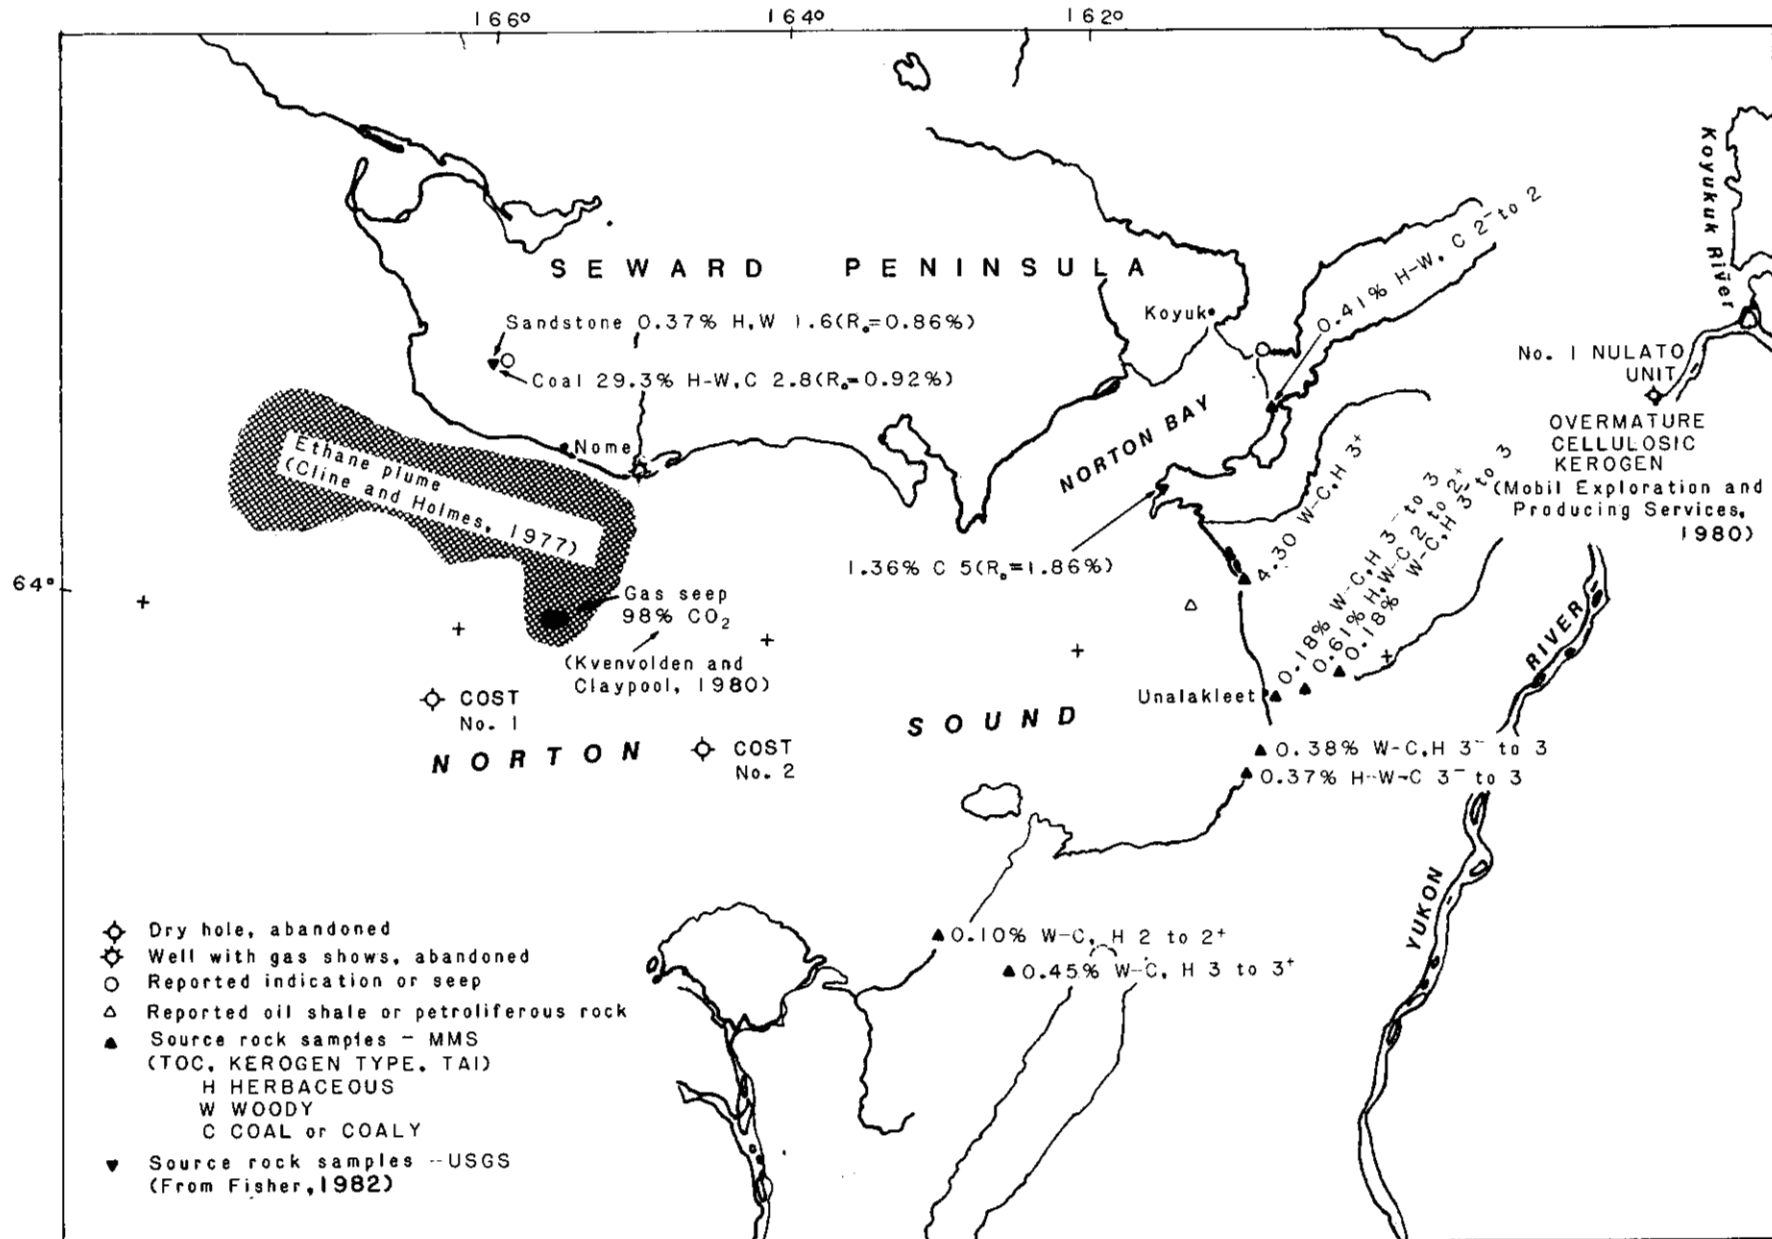 166° 164° 162°
Koyukuk River
SEWARD PENINSULA
0.41% H-W, C 2⁻ to 2
Koyuk
Sandstone 0.37% H,W 1.6(Rₒ=0.86%)
Coal 29.3% H-W,C 2.8(Rₒ=0.92%)
No. 1 NULATO
UNIT
OVERMATURE
CELLULOSIC
KEROGEN
(Mobil Exploration and
Producing Services,
1980)
NORTON BAY
Nome
Ethane plume
(Cline and Holmes, 1977)
1.36% C 5(Rₒ=1.86%)
4.30 W-C,H 3⁺
64°
Gas seep
98% CO₂
(Kvenvolden and
Claypool, 1980)
0.18% W-C,H 3⁻ to 3
0.61% H,W-C 2 to 2⁺
0.18% W-C,H 3⁻ to 3
RIVER
Unalakleet
COST
No. 1
SOUND
NORTON
COST
No. 2
0.38% W-C,H 3⁻ to 3
0.37% H-W-C 3⁻ to 3
YUKON
0.10% W-C, H 2 to 2⁺
0.45% W-C, H 3 to 3⁺
Dry hole, abandoned
Well with gas shows, abandoned
Reported indication or seep
Reported oil shale or petroliferous rock
Source rock samples - MMS
(TOC, KEROGEN TYPE, TAI)
H HERBACEOUS
W WOODY
C COAL or COALY
Source rock samples --USGS
(From Fisher,1982)